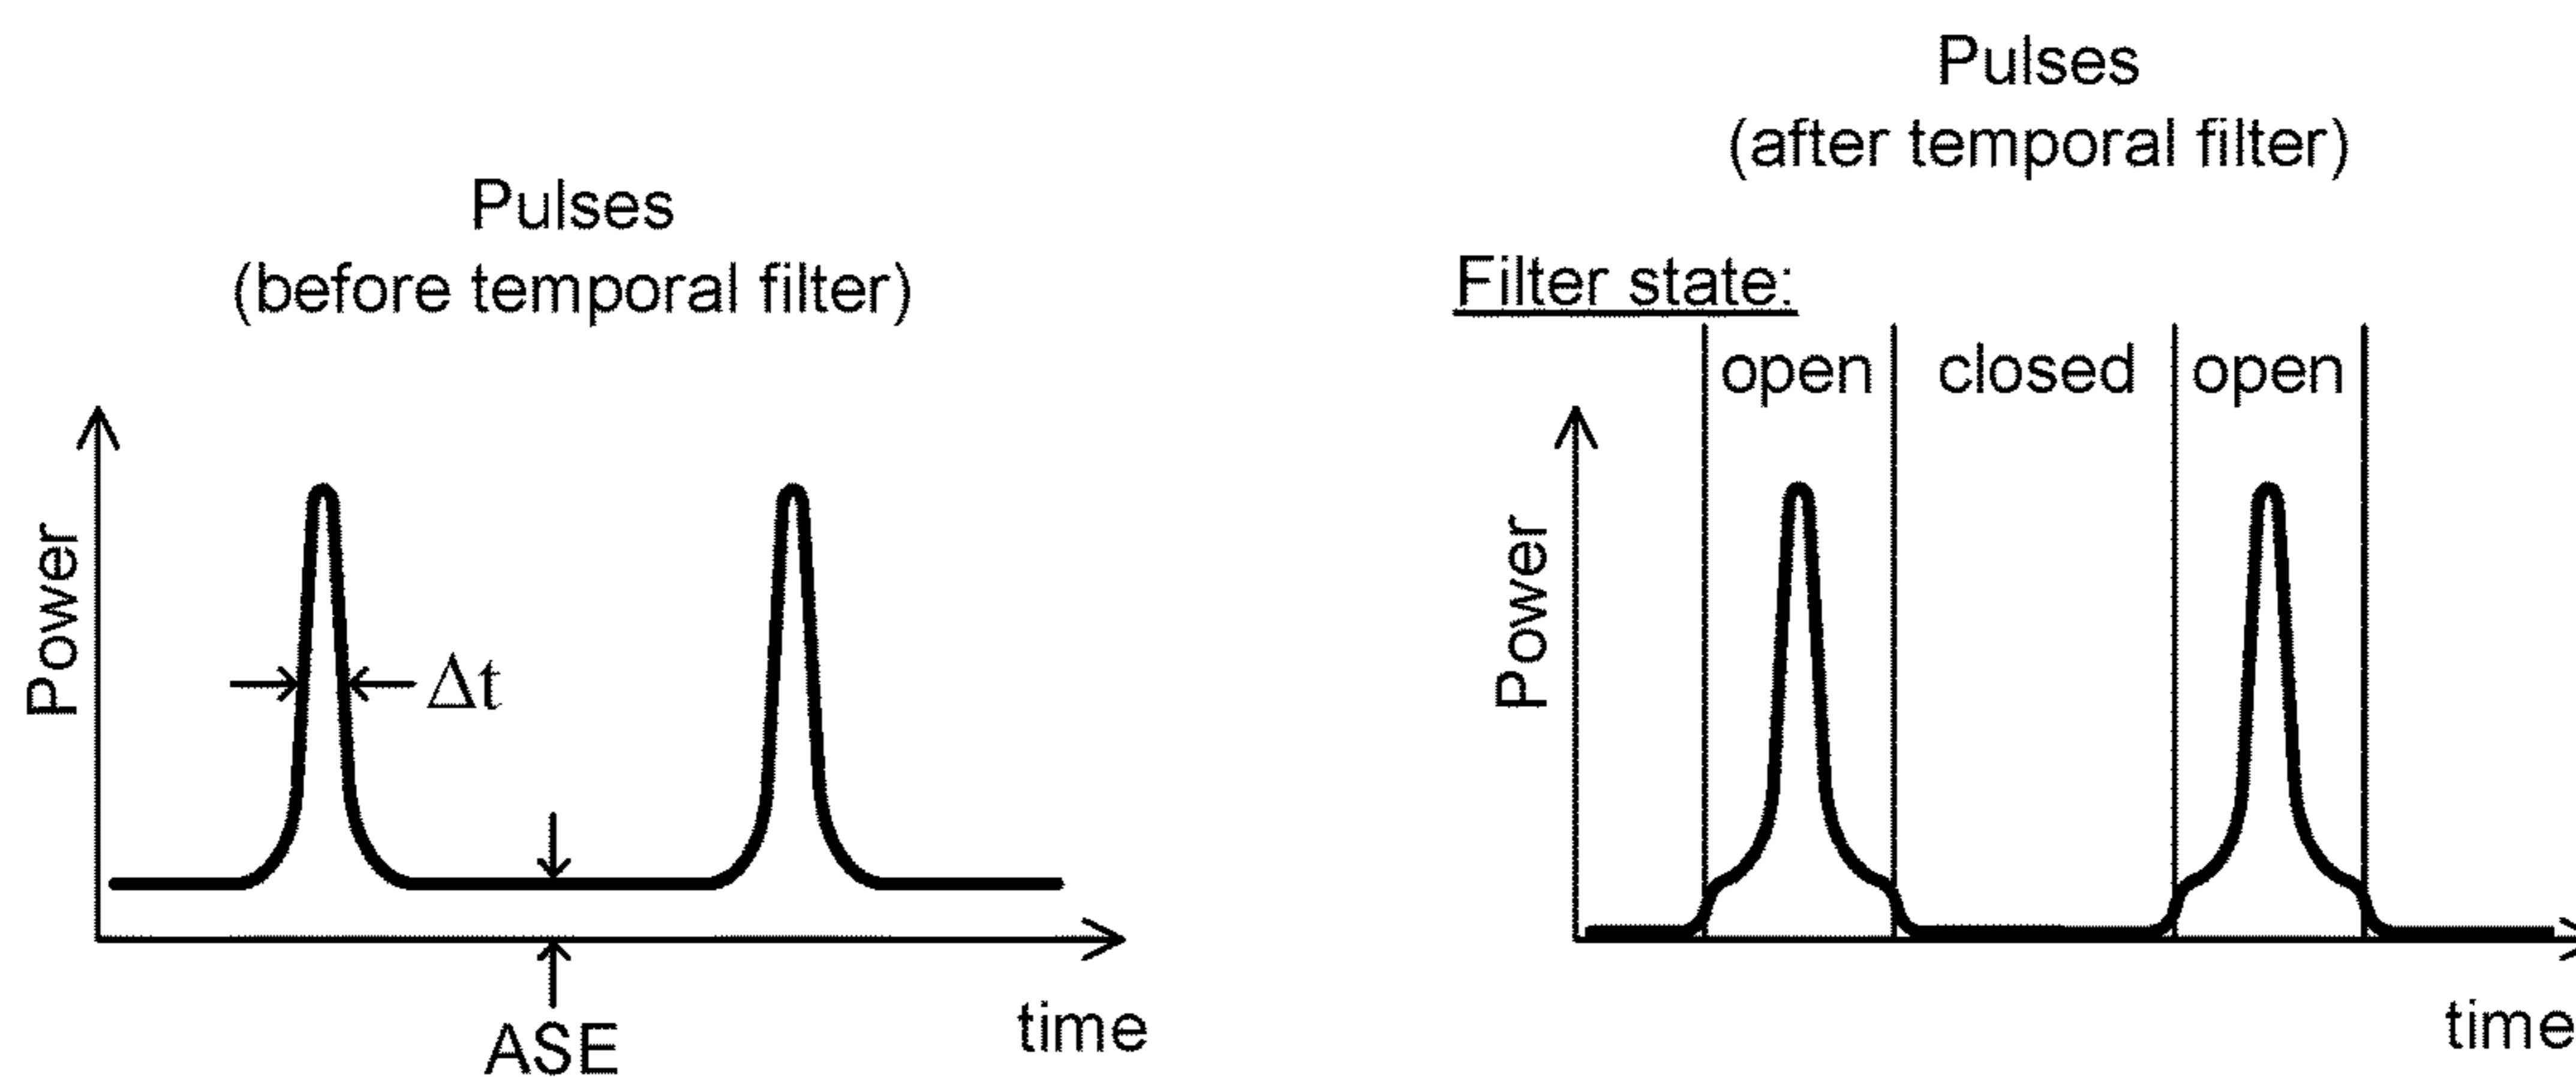 Pulses
(before temporal filter)
Power
Δt
ASE
time
Pulses
(after temporal filter)
Filter state:
open closed open
Power
time